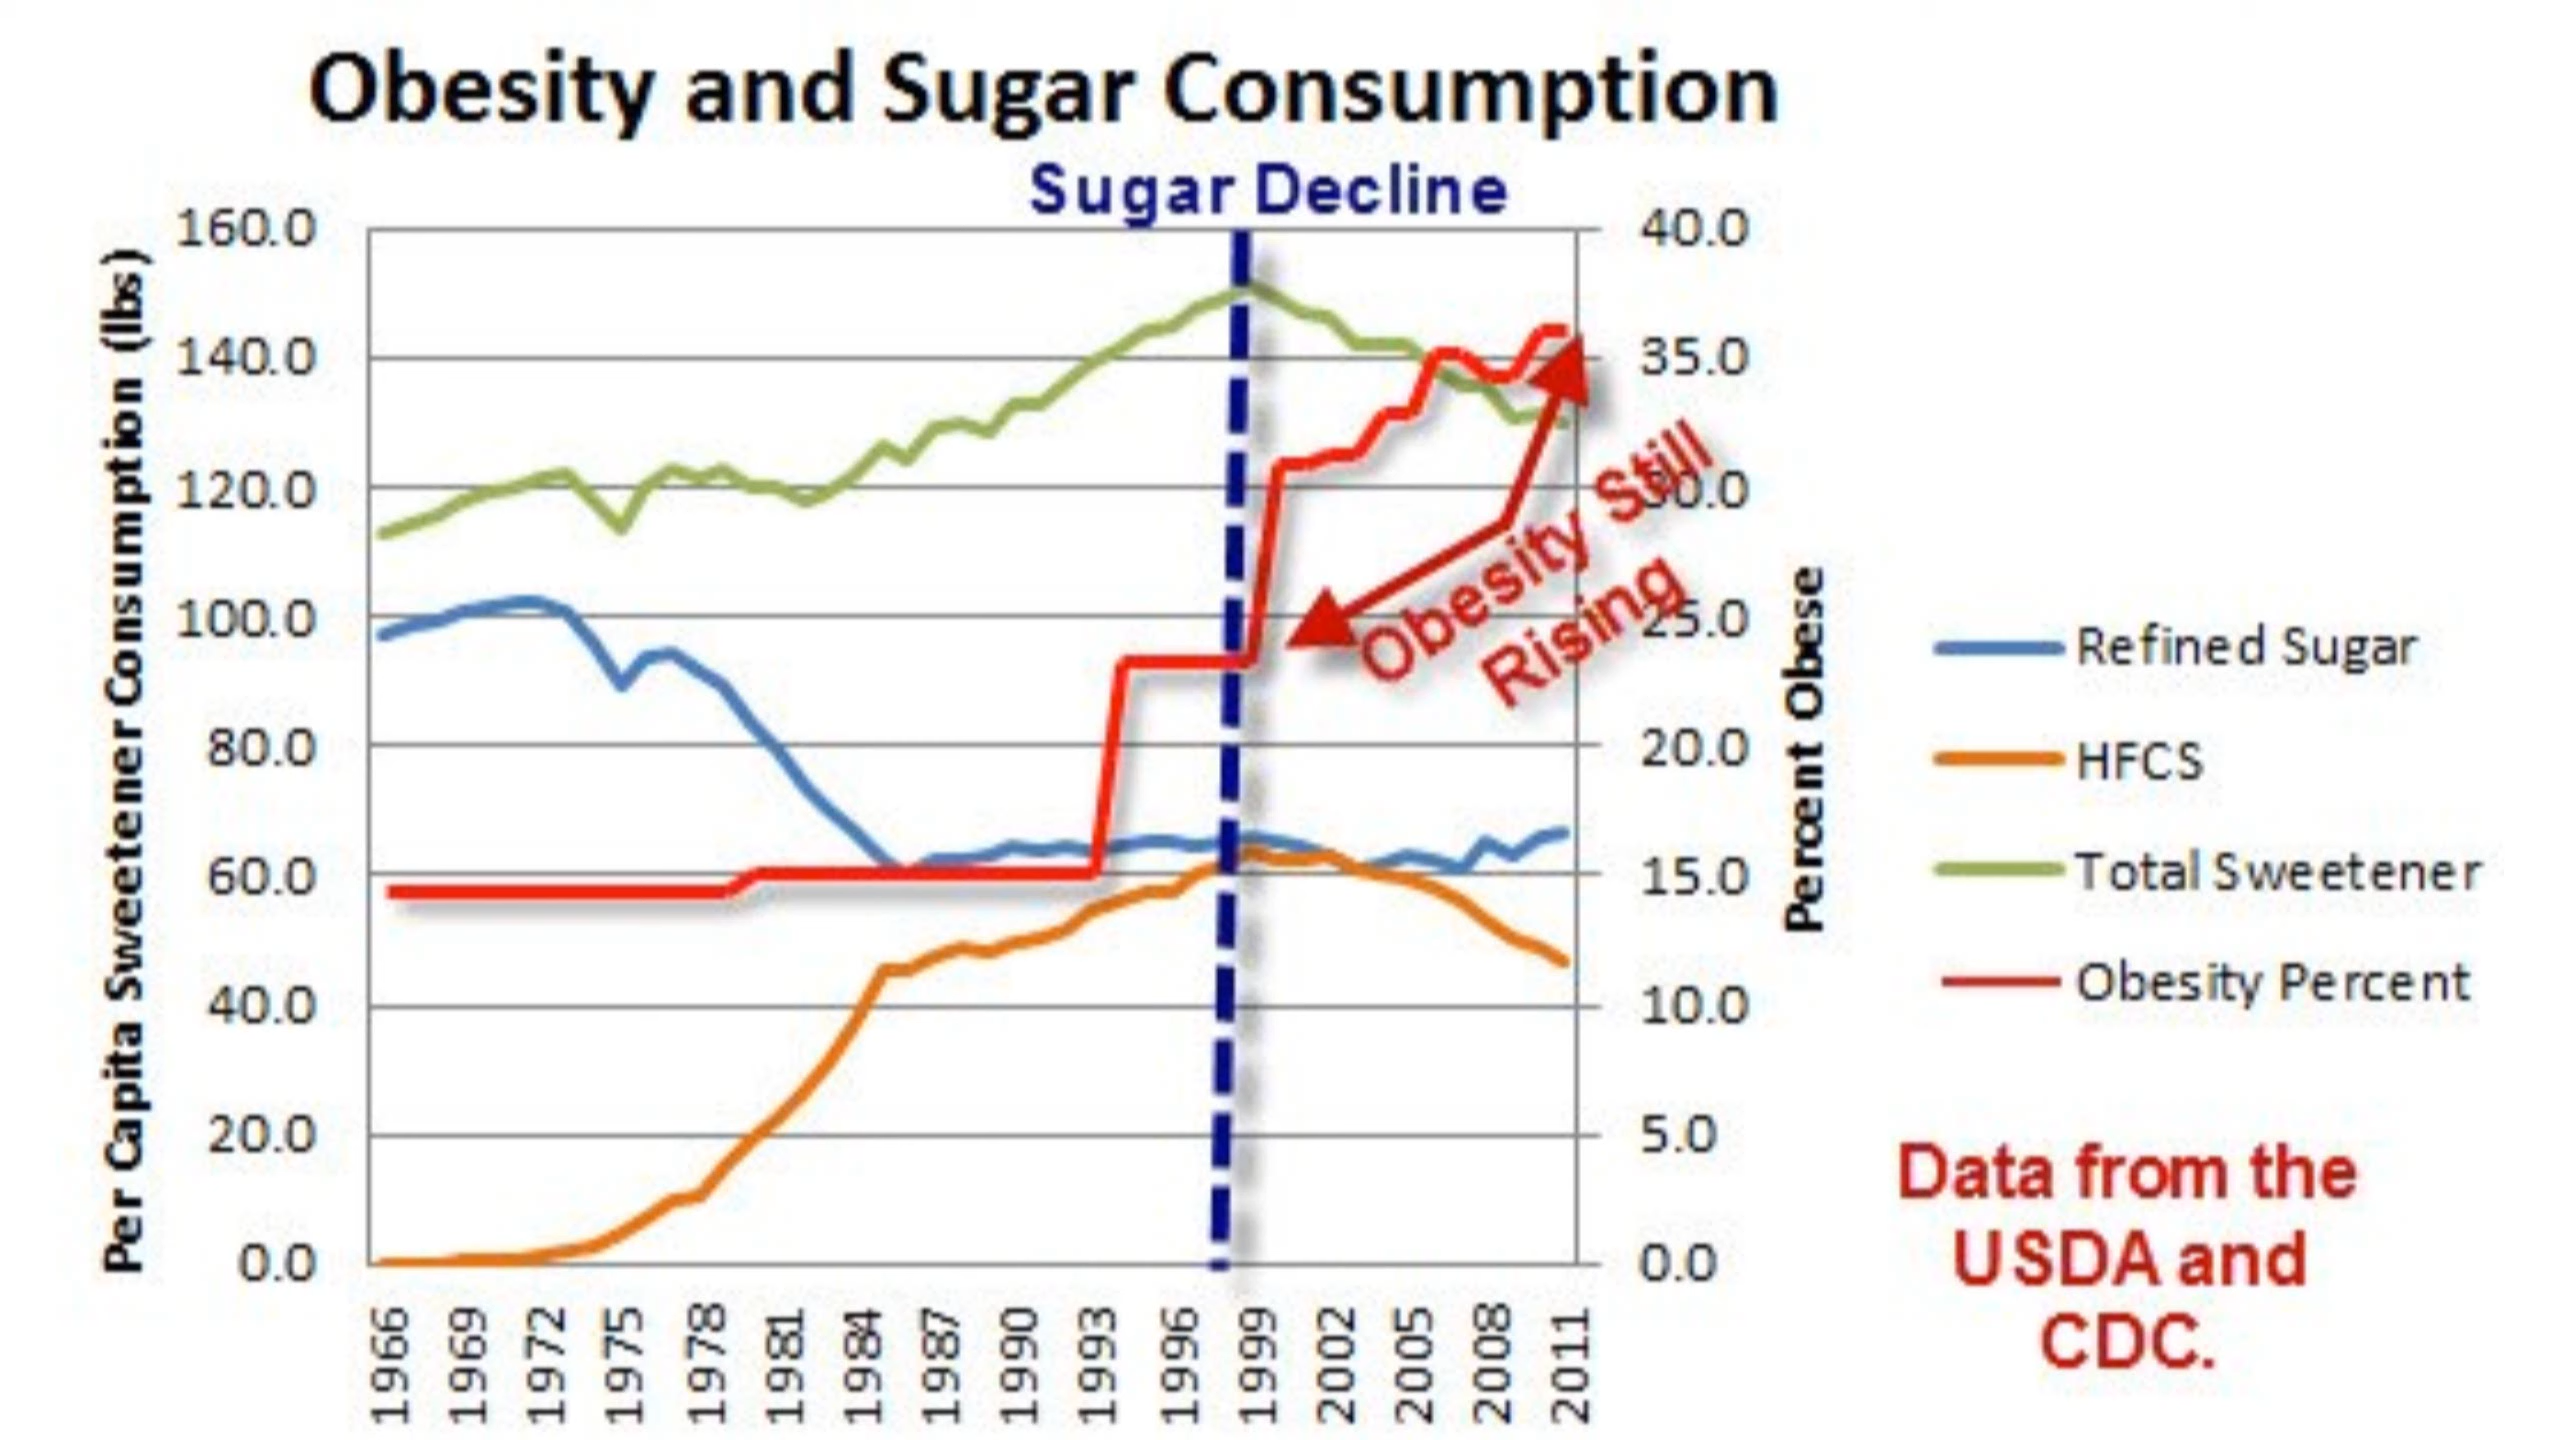 Obesity and Sugar Consumption
Sugar Decline
Per Capita Sweetener Consumption (lbs)
160.0
140.0
120.0
100.0
80.0
60.0
40.0
20.0
0.0
40.0
35.0
30.0
25.0
20.0
15.0
10.0
5.0
0.0
Percent Obese
Obesity Still
Rising
1966
1969
1972
1975
1978
1981
1984
1987
1990
1993
1996
1999
2002
2005
2008
2011
Refined Sugar
HFCS
Total Sweetener
Obesity Percent
Data from the
USDA and
CDC.